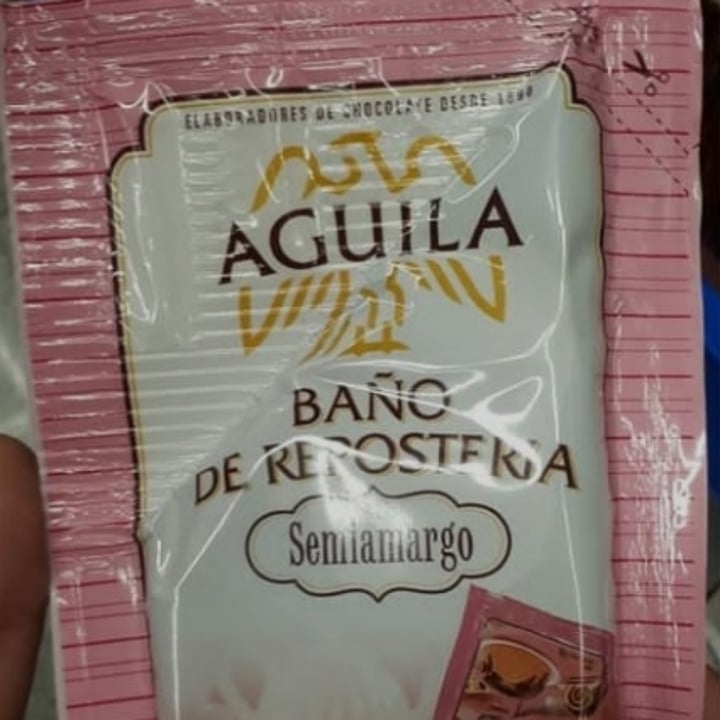 ELABORADORES DE CHOCOLATE DESDE
AGUILA
BAÑO
DE REPOSTERIA
Semiamargo